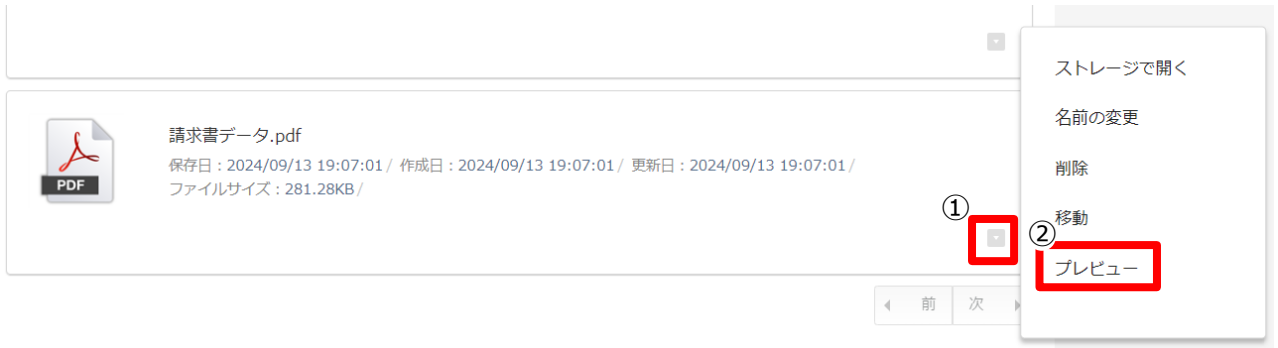 請求書データ.pdf
保存日：2024/09/13 19:07:01 / 作成日：2024/09/13 19:07:01 / 更新日：2024/09/13 19:07:01 /
ファイルサイズ：281.28KB /
PDF
①
前 次
ストレージで開く
名前の変更
削除
移動
②
プレビュー